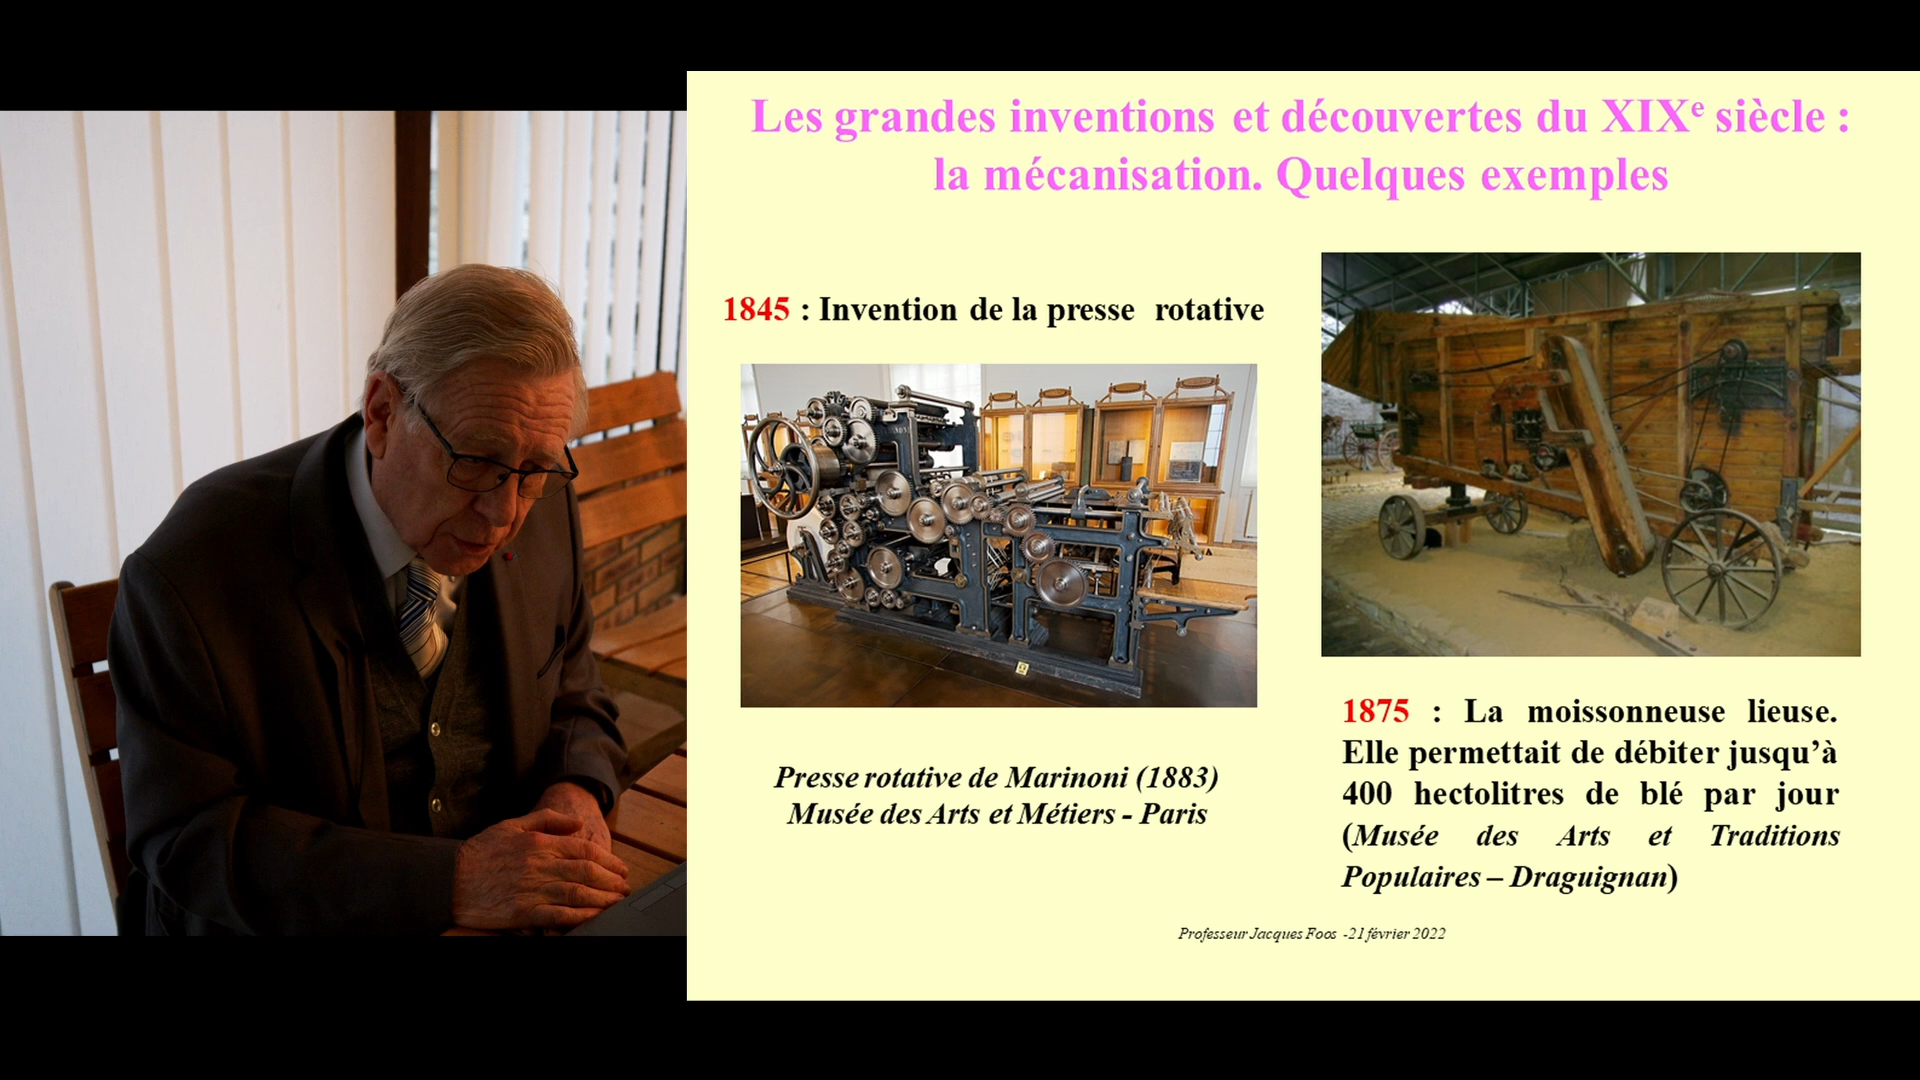 Les grandes inventions et découvertes du XIXe siècle :
la mécanisation. Quelques exemples
1845 : Invention de la presse rotative
Presse rotative de Marinoni (1883)
Musée des Arts et Métiers - Paris
1875 : La moissonneuse lieuse.
Elle permettait de débiter jusqu’à
400 hectolitres de blé par jour
(Musée des Arts et Traditions
Populaires – Draguignan)
Professeur Jacques Foos -21 février 2022